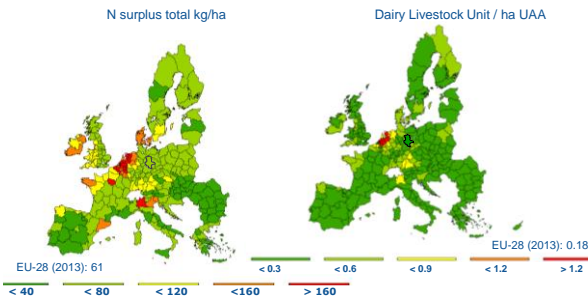 N surplus total kg/ha
Dairy Livestock Unit / ha UAA
EU-28 (2013): 61
EU-28 (2013): 0.18
< 0.3 < 0.6 < 0.9 < 1.2 > 1.2
< 40 < 80 < 120 <160 > 160